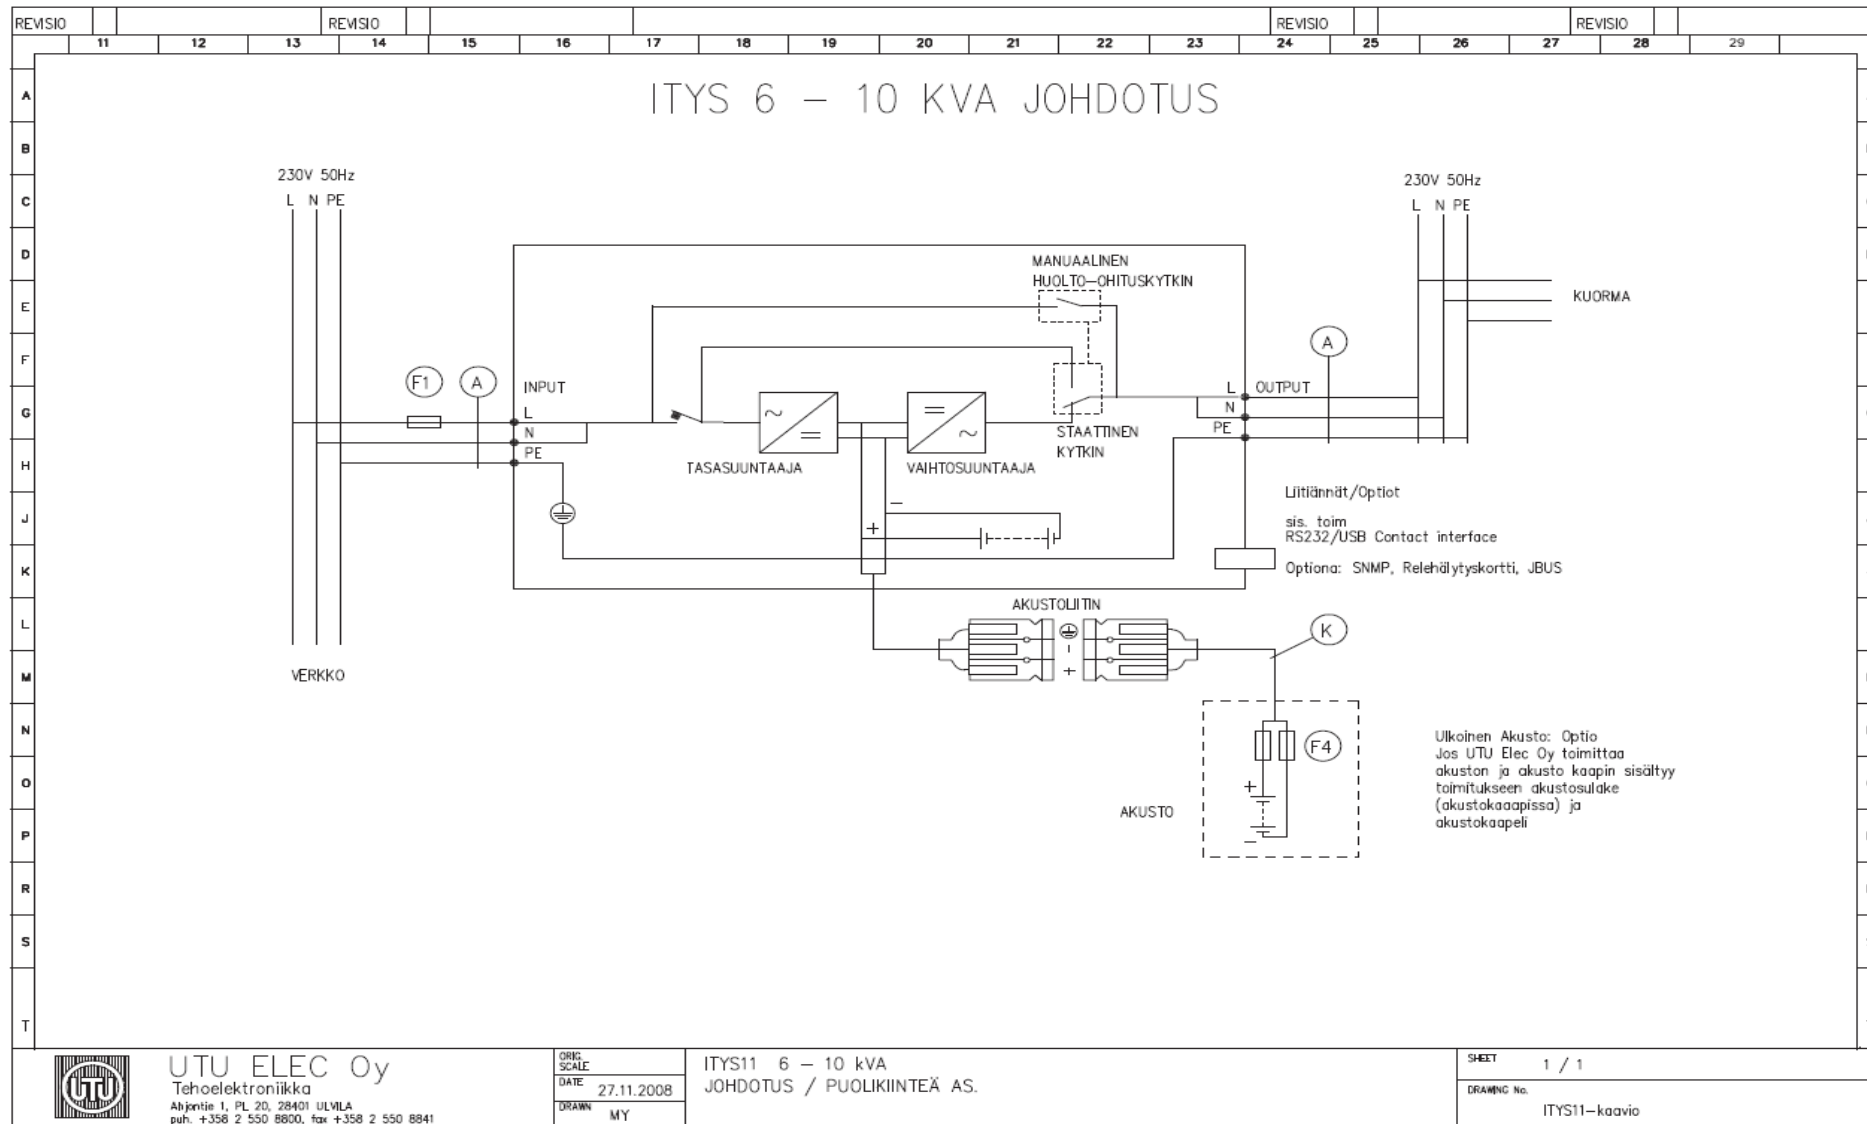 REVISIO REVISIO REVISIO REVISIO
11 12 13 14 15 16 17 18 19 20 21 22 23 24 25 26 27 28 29
ITYS 6 – 10 KVA JOHDOTUS
A
B
C
D
E
F
G
H
J
K
L
M
N
O
P
R
S
T
230V 50Hz
L N PE
230V 50Hz
L N PE
MANUAALINEN
HUOLTO–OHITUSKYTKIN
KUORMA
F1
A
INPUT
L
N
PE
A
L OUTPUT
N
PE
STAATTINEN
KYTKIN
TASASUUNTAAJA
VAIHTOSUUNTAAJA
–
+
Liitiännät/Optiot
sis. toim
RS232/USB Contact interface
Optiona: SNMP, Relehälytyskortti, JBUS
AKUSTOLIITIN
–
+
K
VERKKO
F4
+
–
AKUSTO
Ulkoinen Akusto: Optio
Jos UTU Elec Oy toimittaa
akuston ja akusto kaapin sisältyy
toimitukseen akustosulake
(akustokaaapissa) ja
akustokaapeli
UTU
UTU ELEC Oy
Tehoelektroniikka
Ahjontie 1, PL 20, 28401 ULVILA
puh. +358 2 550 8800, fax +358 2 550 8841
ORIG.
SCALE
DATE 27.11.2008
DRAWN MY
ITYS11 6 – 10 kVA
JOHDOTUS / PUOLIKIINTEÄ AS.
SHEET 1 / 1
DRAWING No.
ITYS11–kaavio